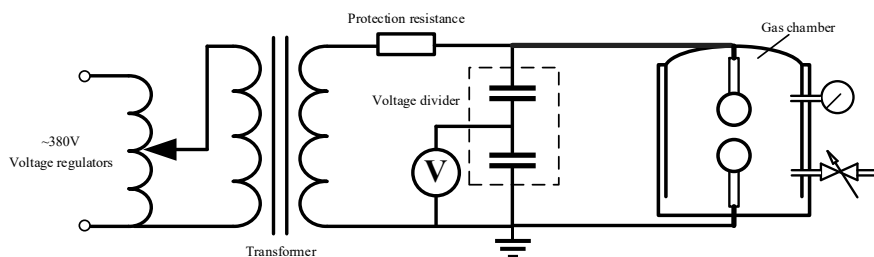 Protection resistance
Gas chamber
Voltage divider
~380V
Voltage regulators
V
Transformer